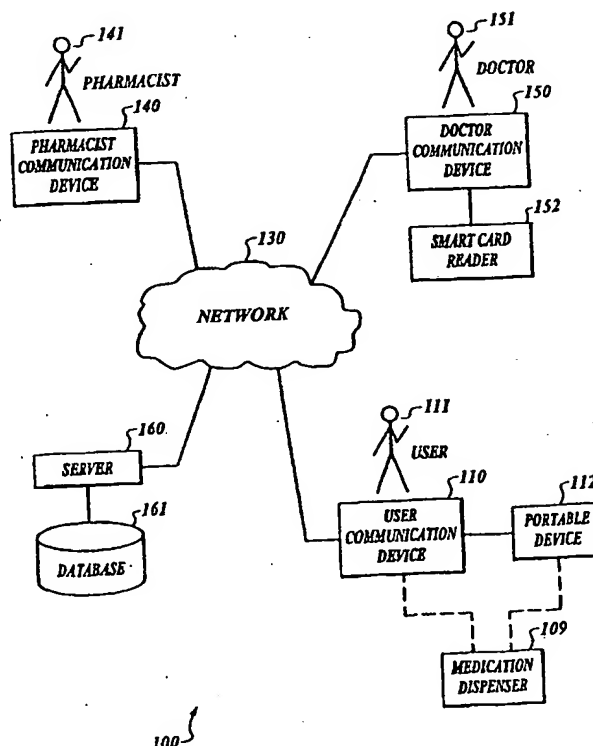 141
PHARMACIST
140
PHARMACIST
COMMUNICATION
DEVICE
151
DOCTOR
150
DOCTOR
COMMUNICATION
DEVICE
152
SMART CARD
READER
130
NETWORK
160
SERVER
161
DATABASE
111
USER
110
USER
COMMUNICATION
DEVICE
112
PORTABLE
DEVICE
109
MEDICATION
DISPENSER
100